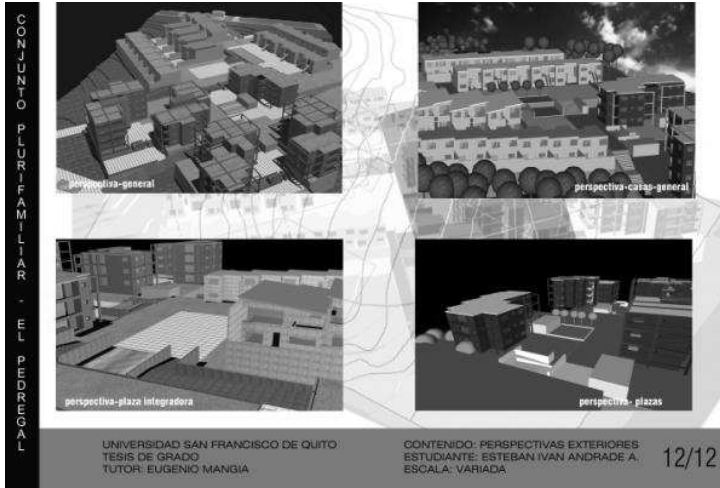 CONJUNTO PLURIFAMILIAR - EL PEDREGAL
perspectiva-general
perspectiva-casas-general
perspectiva-plaza integradora
perspectiva- plazas
UNIVERSIDAD SAN FRANCISCO DE QUITO
TESIS DE GRADO
TUTOR: EUGENIO MANGIA
CONTENIDO: PERSPECTIVAS EXTERIORES
ESTUDIANTE: ESTEBAN IVAN ANDRADE A.
ESCALA: VARIADA
12/12